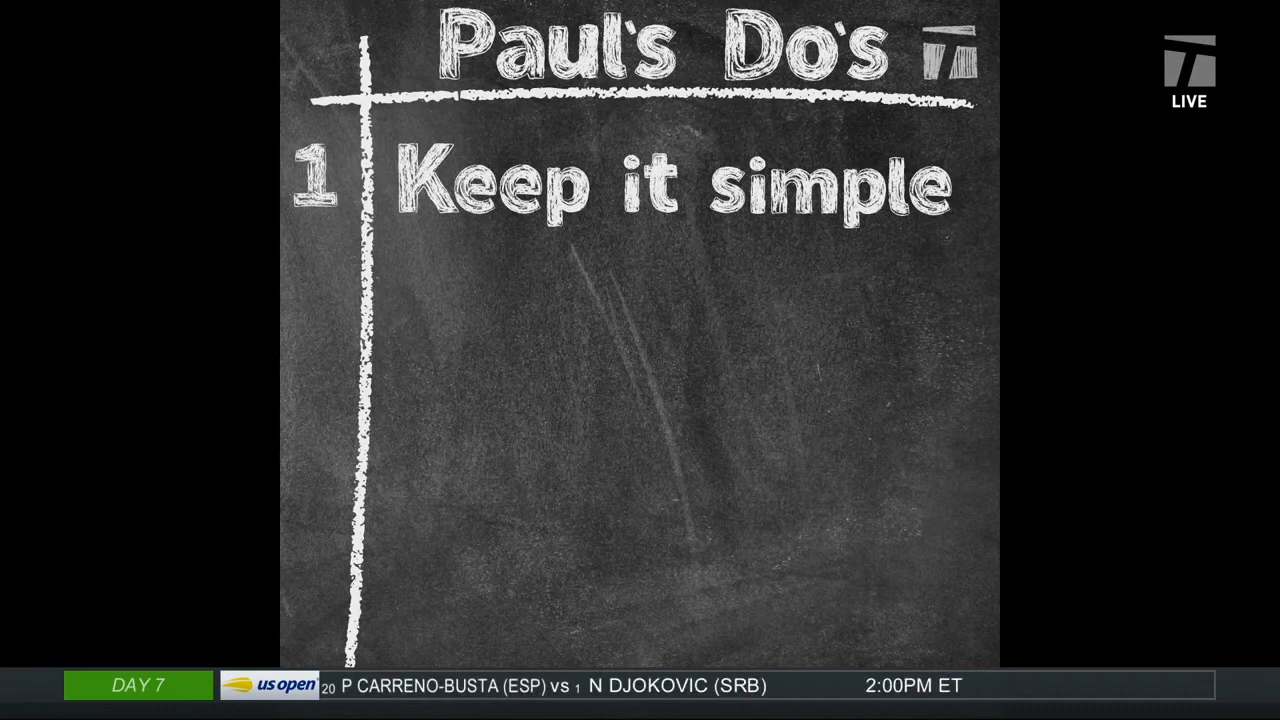 Paul's Do's
LIVE
1 Keep it simple
DAY 7 us open 20 P CARRENO-BUSTA (ESP) vs 1 N DJOKOVIC (SRB) 2:00PM ET